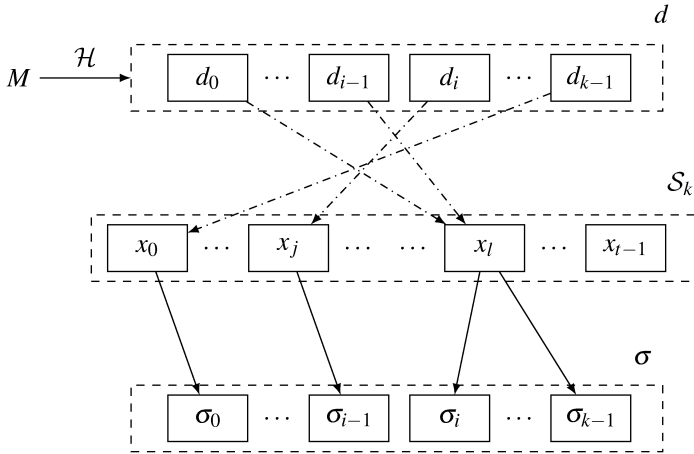 d
M ℋ d₀ ⋯ dᵢ₋₁ dᵢ ⋯ dₖ₋₁
𝒮ₖ
x₀ ⋯ xⱼ ⋯ ⋯ xₗ ⋯ xₜ₋₁
σ
σ₀ ⋯ σᵢ₋₁ σᵢ ⋯ σₖ₋₁